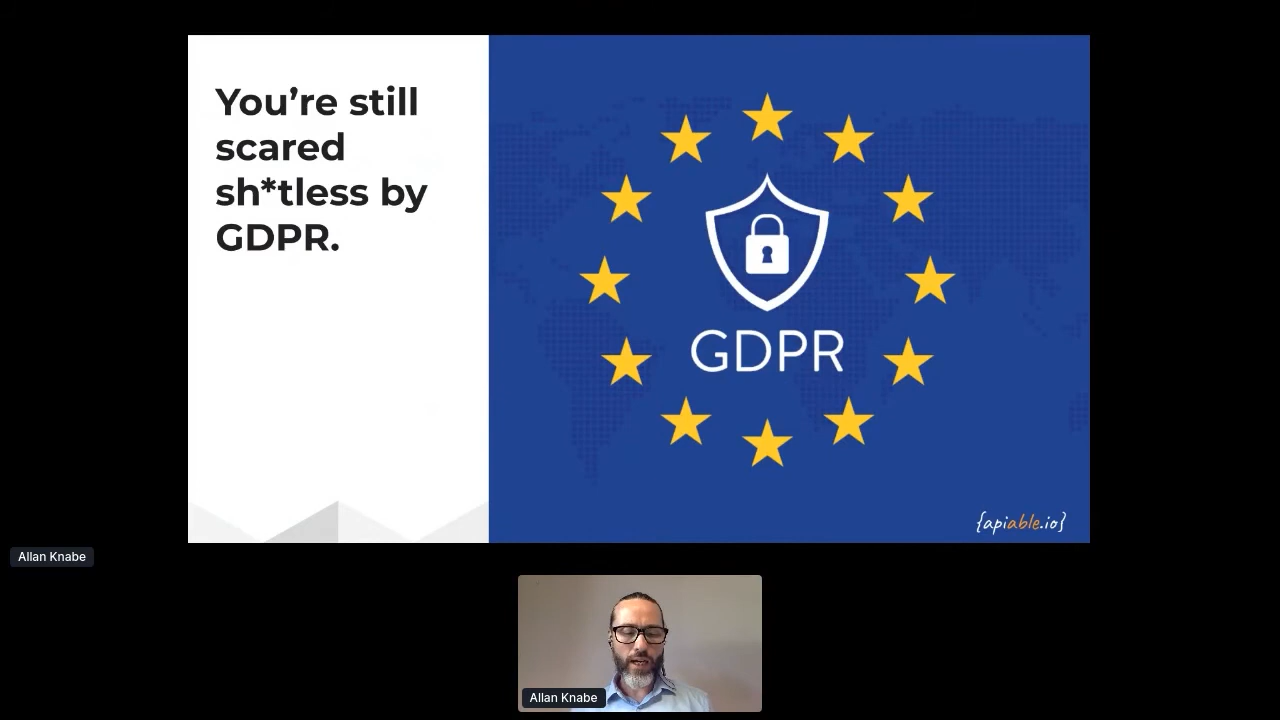 You’re still
scared
sh*tless by
GDPR.
GDPR
{apiable.io}
Allan Knabe
Allan Knabe